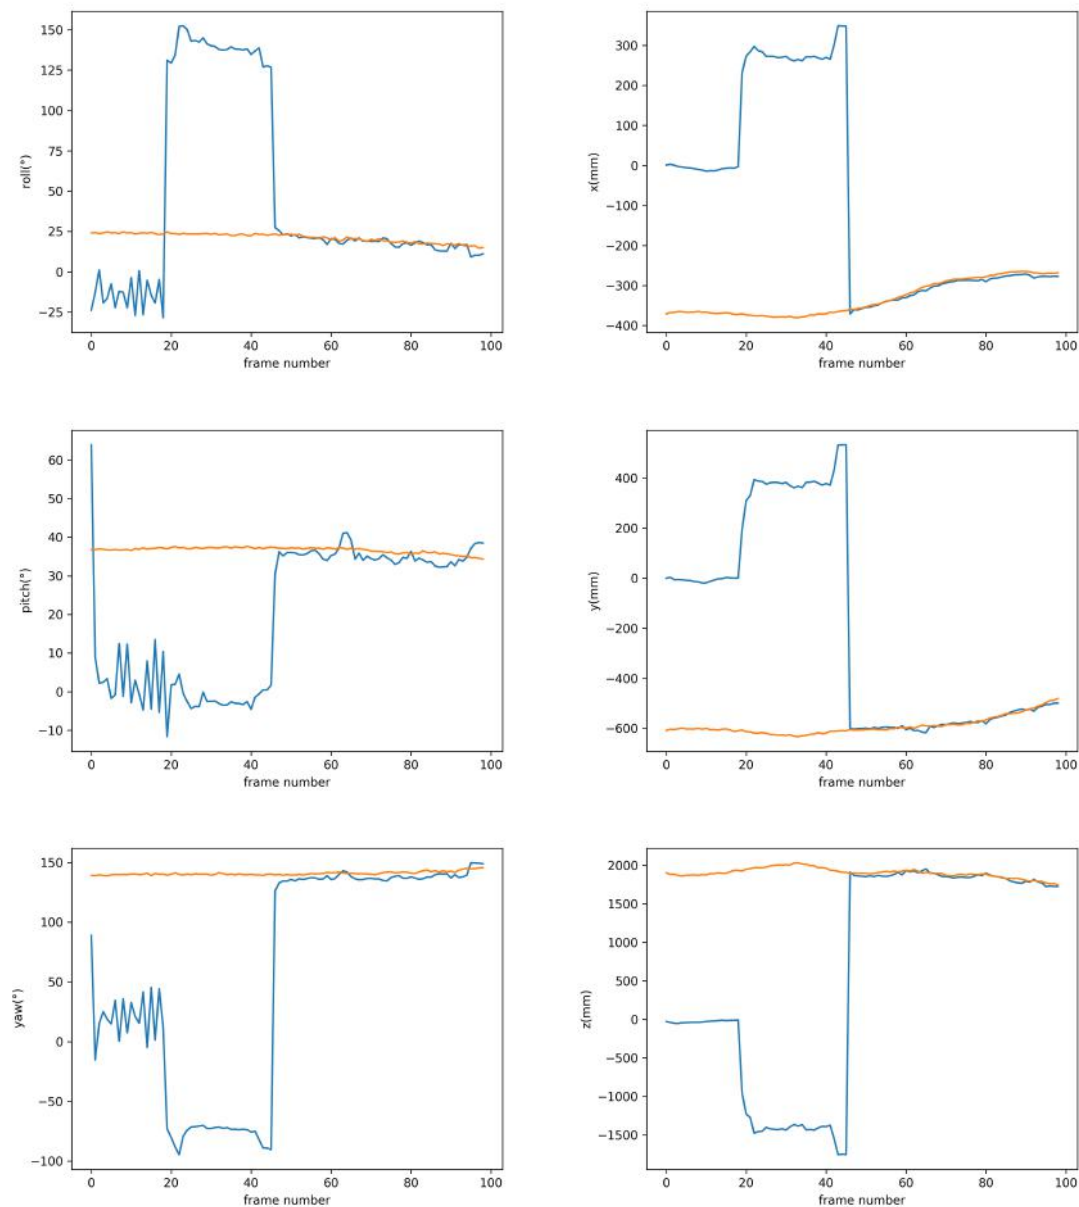 150
125
100
75
50
25
0
−25
roll(°)
0 20 40 60 80 100
frame number
300
200
100
0
−100
−200
−300
−400
x(mm)
0 20 40 60 80 100
frame number
60
50
40
30
20
10
0
−10
pitch(°)
0 20 40 60 80 100
frame number
400
200
0
−200
−400
−600
y(mm)
0 20 40 60 80 100
frame number
150
100
50
0
−50
−100
yaw(°)
0 20 40 60 80 100
frame number
2000
1500
1000
500
0
−500
−1000
−1500
z(mm)
0 20 40 60 80 100
frame number